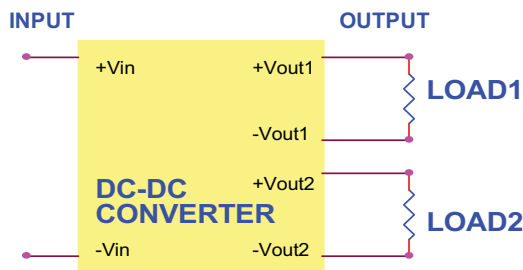 INPUT
OUTPUT
+Vin
+Vout1
LOAD1
-Vout1
+Vout2
DC-DC
CONVERTER
LOAD2
-Vin
-Vout2